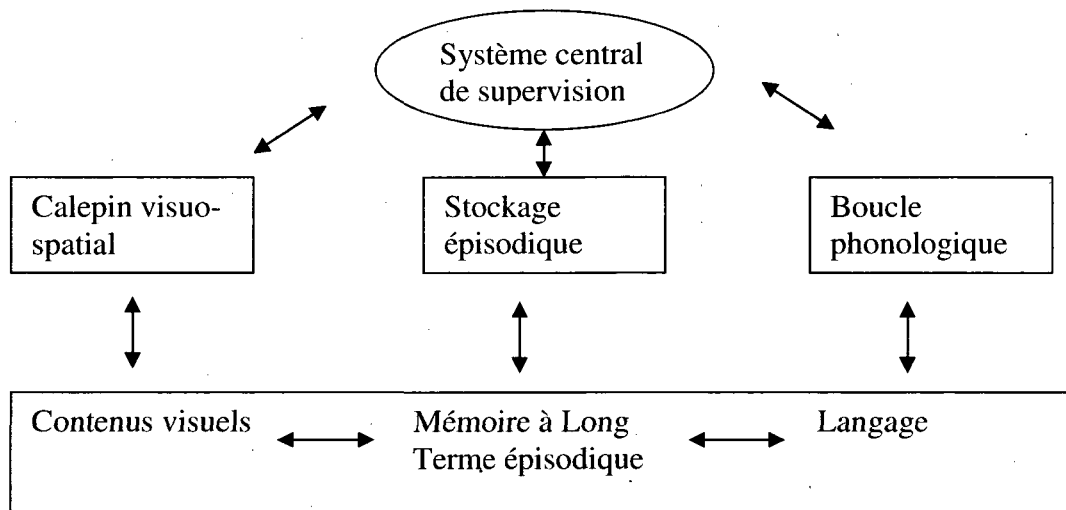 Système central
de supervision
Calepin visuo-
spatial
Stockage
épisodique
Boucle
phonologique
Contenus visuels
Mémoire à Long
Terme épisodique
Langage